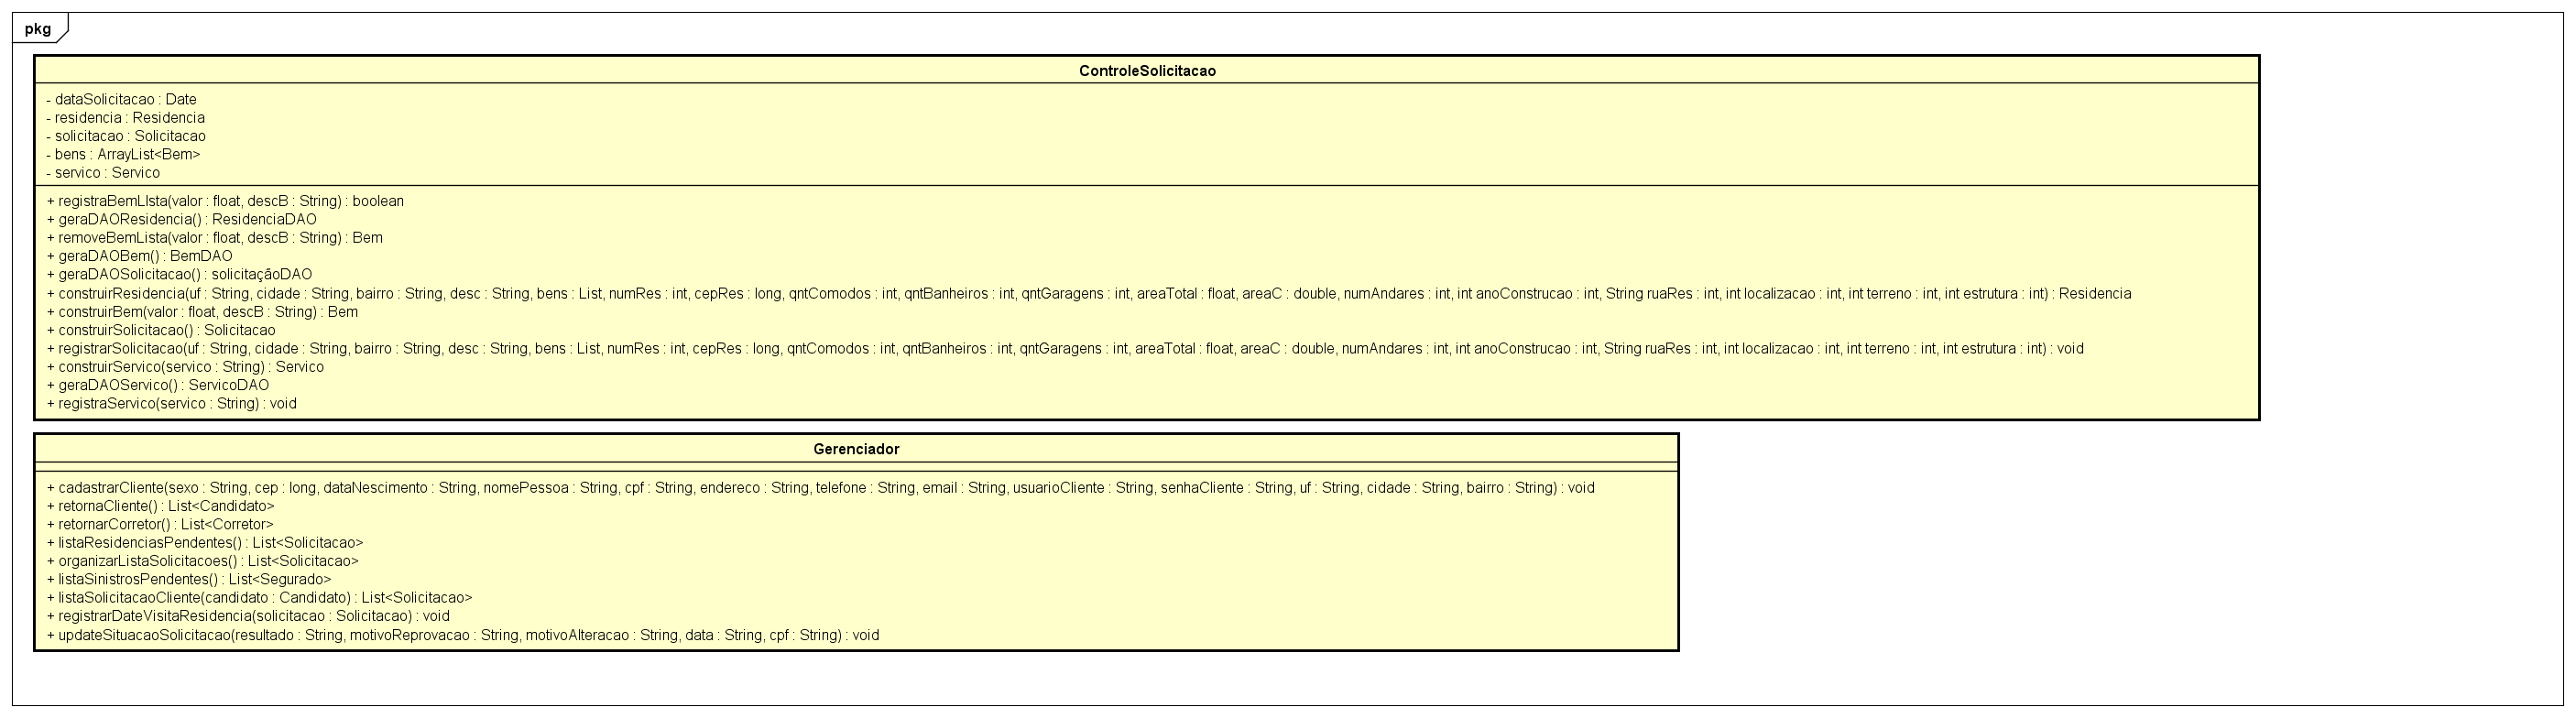 pkg
ControleSolicitacao
- dataSolicitacao : Date
- residencia : Residencia
- solicitacao : Solicitacao
- bens : ArrayList<Bem>
- servico : Servico
+ registraBemLIsta(valor : float, descB : String) : boolean
+ geraDAOResidencia() : ResidenciaDAO
+ removeBemLista(valor : float, descB : String) : Bem
+ geraDAOBem() : BemDAO
+ geraDAOSolicitacao() : solicitaçãoDAO
+ construirResidencia(uf : String, cidade : String, bairro : String, desc : String, bens : List, numRes : int, cepRes : long, qntComodos : int, qntBanheiros : int, qntGaragens : int, areaTotal : float, areaC : double, numAndares : int, int anoConstrucao : int, String ruaRes : int, int localizacao : int, int terreno : int, int estrutura : int) : Residencia
+ construirBem(valor : float, descB : String) : Bem
+ construirSolicitacao() : Solicitacao
+ registrarSolicitacao(uf : String, cidade : String, bairro : String, desc : String, bens : List, numRes : int, cepRes : long, qntComodos : int, qntBanheiros : int, qntGaragens : int, areaTotal : float, areaC : double, numAndares : int, int anoConstrucao : int, String ruaRes : int, int localizacao : int, int terreno : int, int estrutura : int) : void
+ construirServico(servico : String) : Servico
+ geraDAOServico() : ServicoDAO
+ registraServico(servico : String) : void
Gerenciador
+ cadastrarCliente(sexo : String, cep : long, dataNescimento : String, nomePessoa : String, cpf : String, endereco : String, telefone : String, email : String, usuarioCliente : String, senhaCliente : String, uf : String, cidade : String, bairro : String) : void
+ retornaCliente() : List<Candidato>
+ retornarCorretor() : List<Corretor>
+ listaResidenciasPendentes() : List<Solicitacao>
+ organizarListaSolicitacoes() : List<Solicitacao>
+ listaSinistrosPendentes() : List<Segurado>
+ listaSolicitacaoCliente(candidato : Candidato) : List<Solicitacao>
+ registrarDateVisitaResidencia(solicitacao : Solicitacao) : void
+ updateSituacaoSolicitacao(resultado : String, motivoReprovacao : String, motivoAlteracao : String, data : String, cpf : String) : void